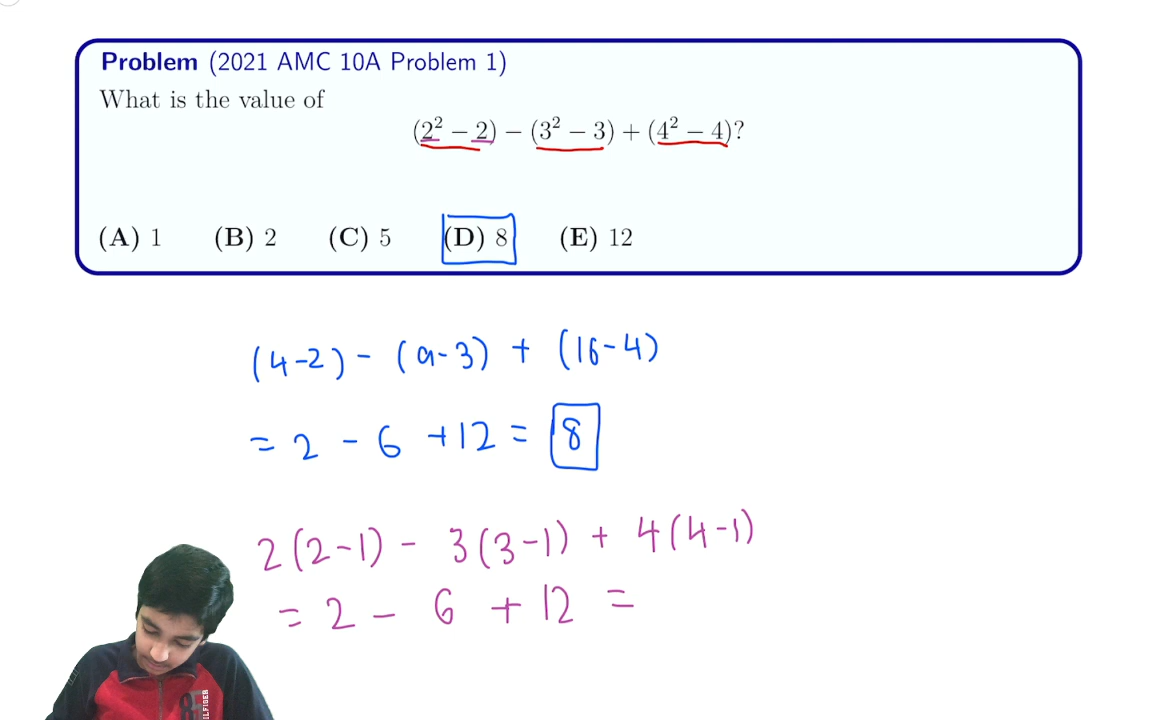 Problem (2021 AMC 10A Problem 1)
What is the value of
(2² − 2) − (3² − 3) + (4² − 4)?
(A) 1 (B) 2 (C) 5 (D) 8 (E) 12
(4-2) - (9-3) + (16-4)
= 2 - 6 +12 = 8
2(2-1) - 3(3-1) + 4(4-1)
= 2 - 6 + 12 =
ILFIGER